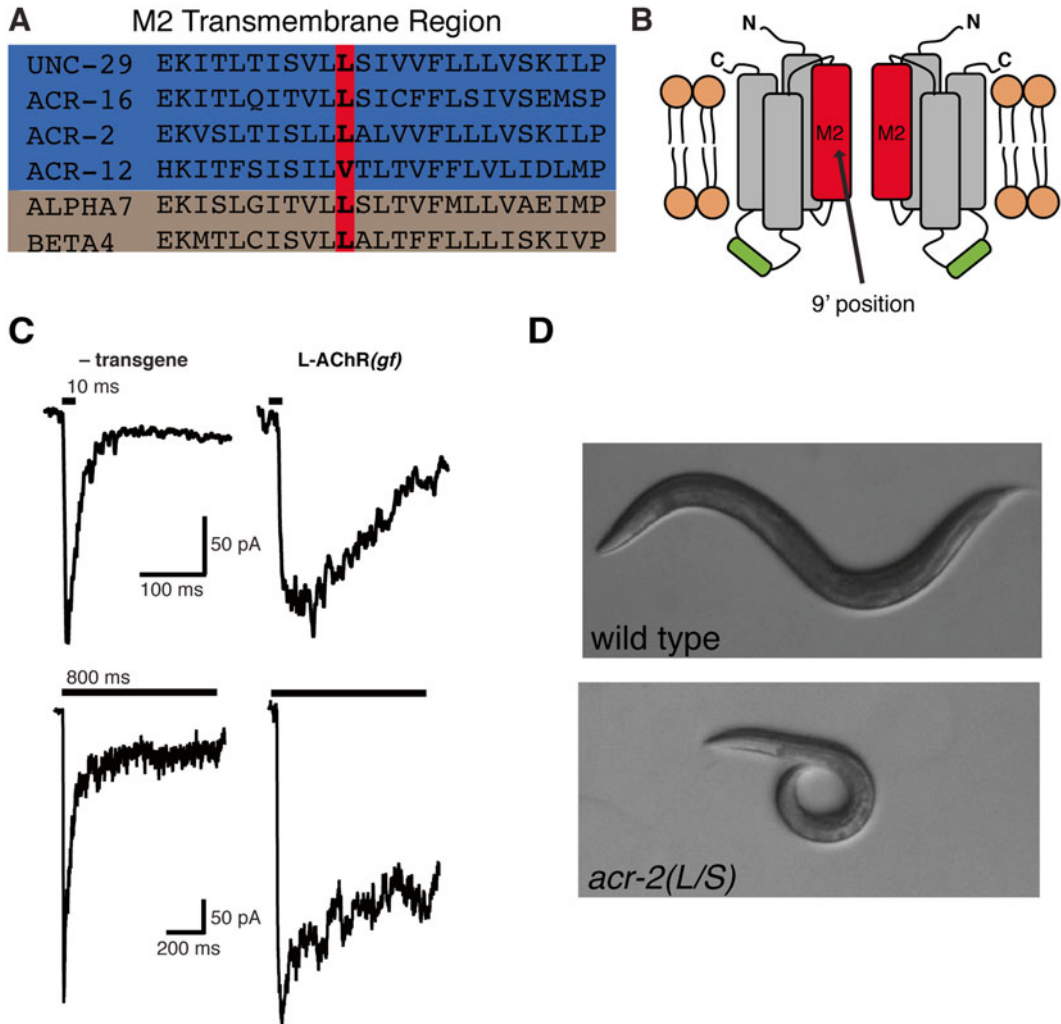 A
M2 Transmembrane Region
UNC-29 EKITLTISVLLSIVVFLLLVSKILP
ACR-16 EKITLQITVLLSICFFLSIVSEMSP
ACR-2 EKVSLTISLLLALVVFLLLVSKILP
ACR-12 HKITFSISILVTLTVFFLVLIDLMP
ALPHA7 EKISLGITVLLSLTVFMLLVAEIMP
BETA4 EKMTLCISVLLALTFFLLLISKIVP
B
N N
C C
M2 M2
9' position
C
– transgene L-AChR(gf)
10 ms
50 pA
100 ms
800 ms
50 pA
200 ms
D
wild type
acr-2(L/S)